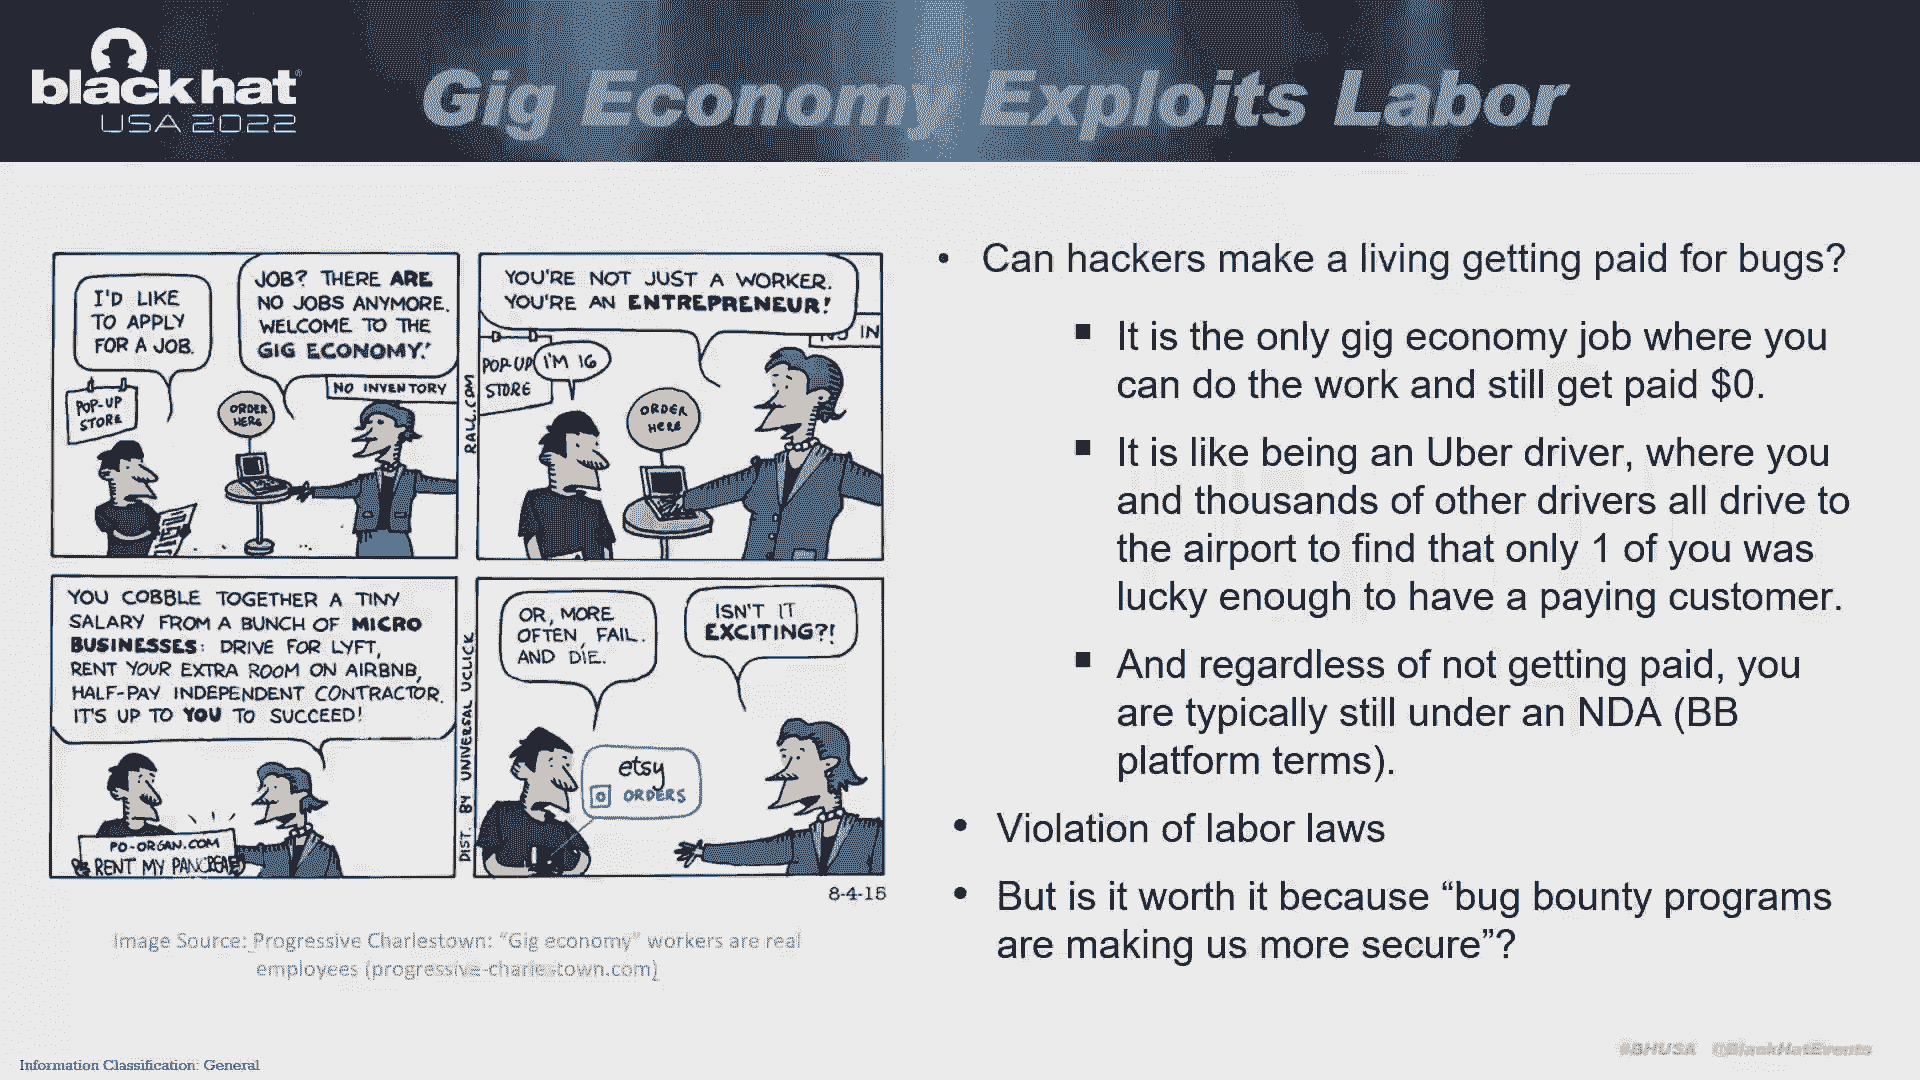 blackhat®
USA 2022
Gig Economy Exploits Labor
I'D LIKE
TO APPLY
FOR A JOB.
JOB? THERE ARE
NO JOBS ANYMORE.
WELCOME TO THE
GIG ECONOMY!
NO INVENTORY
POP-UP
STORE
ORDER
HERE
RALL.COM
YOU'RE NOT JUST A WORKER.
YOU'RE AN ENTREPRENEUR!
IN
POP-UP
STORE
I'M 16
ORDER
HERE
YOU COBBLE TOGETHER A TINY
SALARY FROM A BUNCH OF MICRO
BUSINESSES: DRIVE FOR LYFT,
RENT YOUR EXTRA ROOM ON AIRBNB,
HALF-PAY INDEPENDENT CONTRACTOR.
IT'S UP TO YOU TO SUCCEED!
PO-ORGAN.COM
RENT MY PANCREAS
DIST. BY UNIVERSAL UCLICK
OR, MORE
OFTEN, FAIL.
AND DIE.
ISN'T IT
EXCITING?!
etsy
0 ORDERS
8-4-15
Image Source: Progressive Charlestown: "Gig economy" workers are real
employees (progressive-charlestown.com)
• Can hackers make a living getting paid for bugs?
▪ It is the only gig economy job where you
can do the work and still get paid $0.
▪ It is like being an Uber driver, where you
and thousands of other drivers all drive to
the airport to find that only 1 of you was
lucky enough to have a paying customer.
▪ And regardless of not getting paid, you
are typically still under an NDA (BB
platform terms).
• Violation of labor laws
• But is it worth it because “bug bounty programs
are making us more secure”?
Information Classification: General
#BHUSA @BlackHatEvents